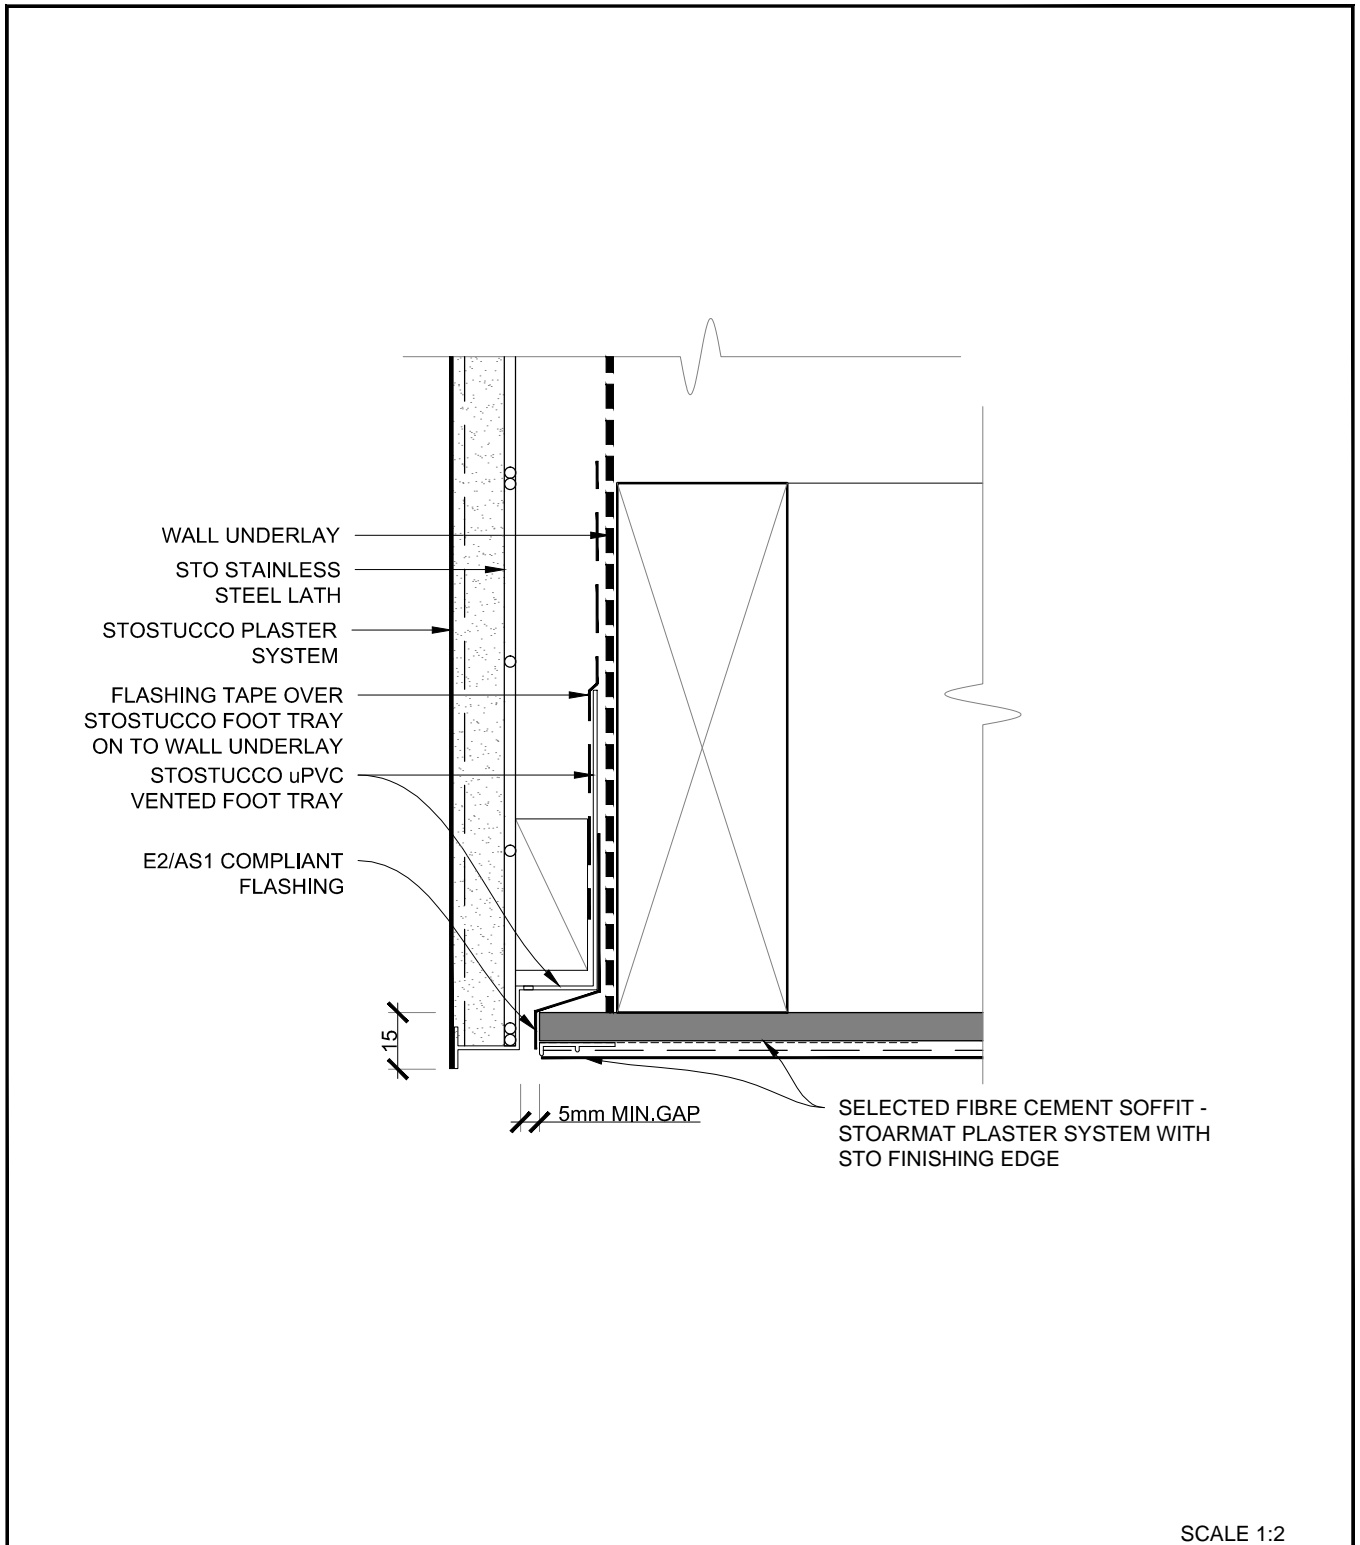 WALL UNDERLAY
STO STAINLESS
STEEL LATH
STOSTUCCO PLASTER
SYSTEM
FLASHING TAPE OVER
STOSTUCCO FOOT TRAY
ON TO WALL UNDERLAY
STOSTUCCO uPVC
VENTED FOOT TRAY
E2/AS1 COMPLIANT
FLASHING
15
5mm MIN.GAP
SELECTED FIBRE CEMENT SOFFIT -
STOARMAT PLASTER SYSTEM WITH
STO FINISHING EDGE
SCALE 1:2